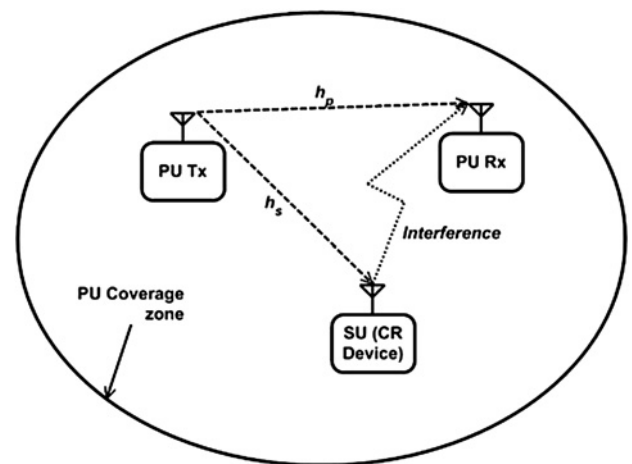 h_p
PU Tx
PU Rx
h_s
Interference
PU Coverage
zone
SU (CR
Device)